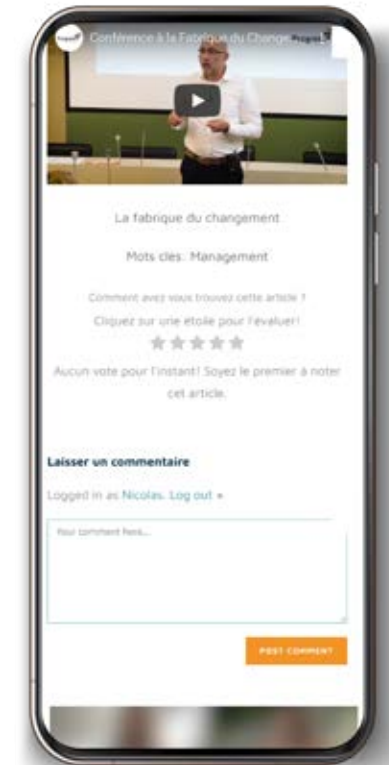 Conférence à la Fabrique du Change
La fabrique du changement
Mots clés: Management
Comment avez vous trouvez cette article ?
Cliquez sur une étoile pour l'évaluer!
Aucun vote pour l'instant! Soyez le premier à noter
cet article.
Laisser un commentaire
Logged in as Nicolas. Log out »
Your comment here...
POST COMMENT